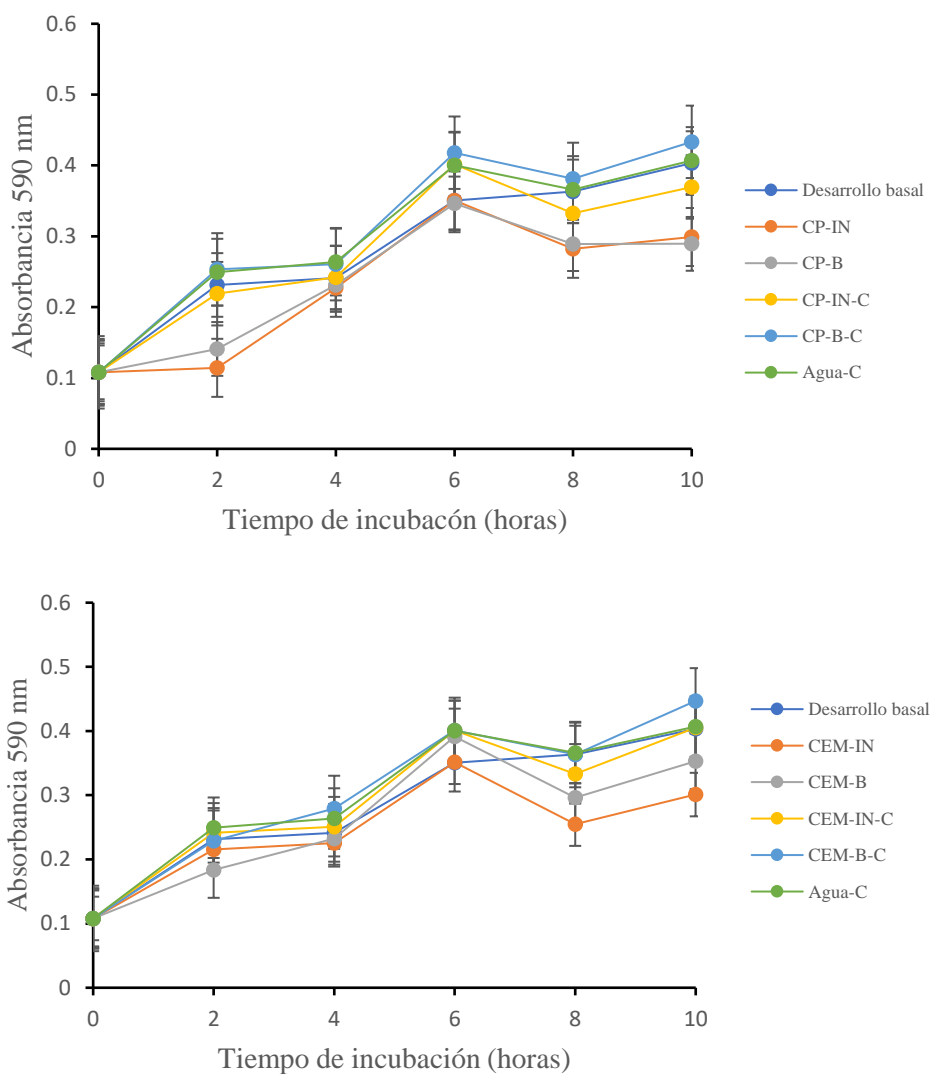 0.6
0.5
0.4
0.3
0.2
0.1
0
Absorbancia 590 nm
0 2 4 6 8 10
Tiempo de incubacón (horas)
Desarrollo basal
CP-IN
CP-B
CP-IN-C
CP-B-C
Agua-C
0.6
0.5
0.4
0.3
0.2
0.1
0
Absorbancia 590 nm
0 2 4 6 8 10
Tiempo de incubación (horas)
Desarrollo basal
CEM-IN
CEM-B
CEM-IN-C
CEM-B-C
Agua-C